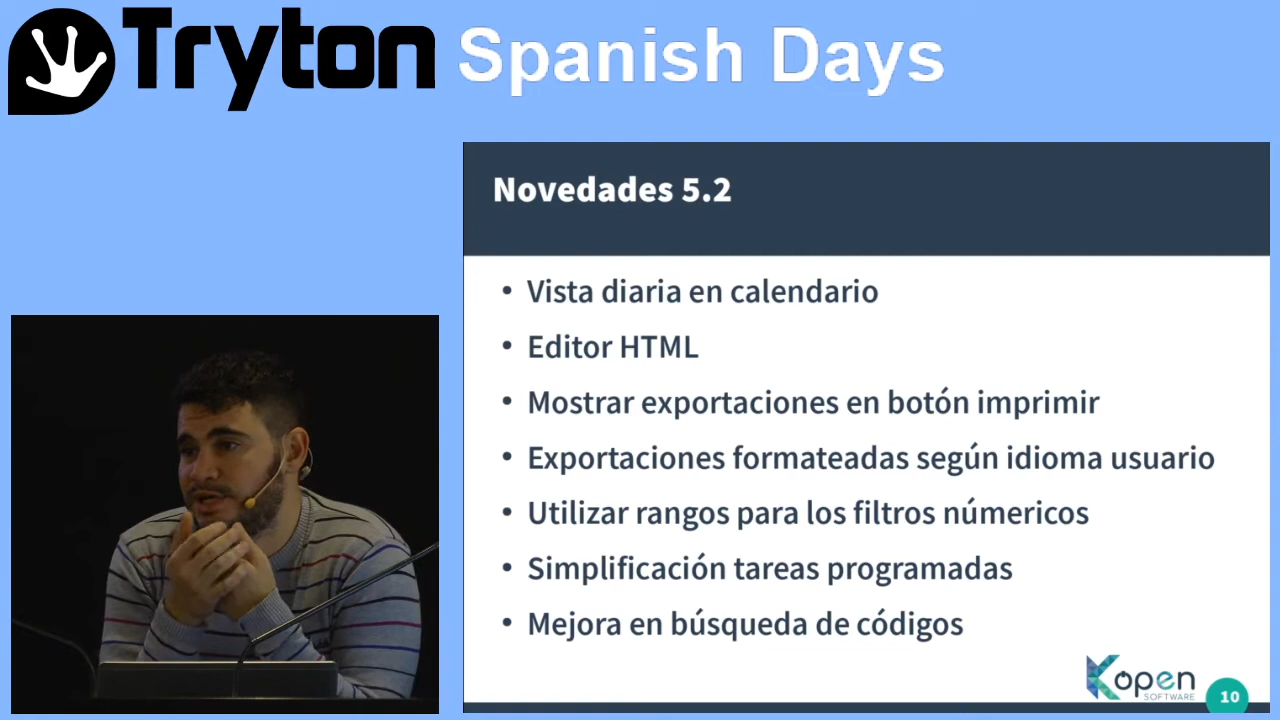 Tryton Spanish Days
Novedades 5.2
• Vista diaria en calendario
• Editor HTML
• Mostrar exportaciones en botón imprimir
• Exportaciones formateadas según idioma usuario
• Utilizar rangos para los filtros númericos
• Simplificación tareas programadas
• Mejora en búsqueda de códigos
Kopen
SOFTWARE
10